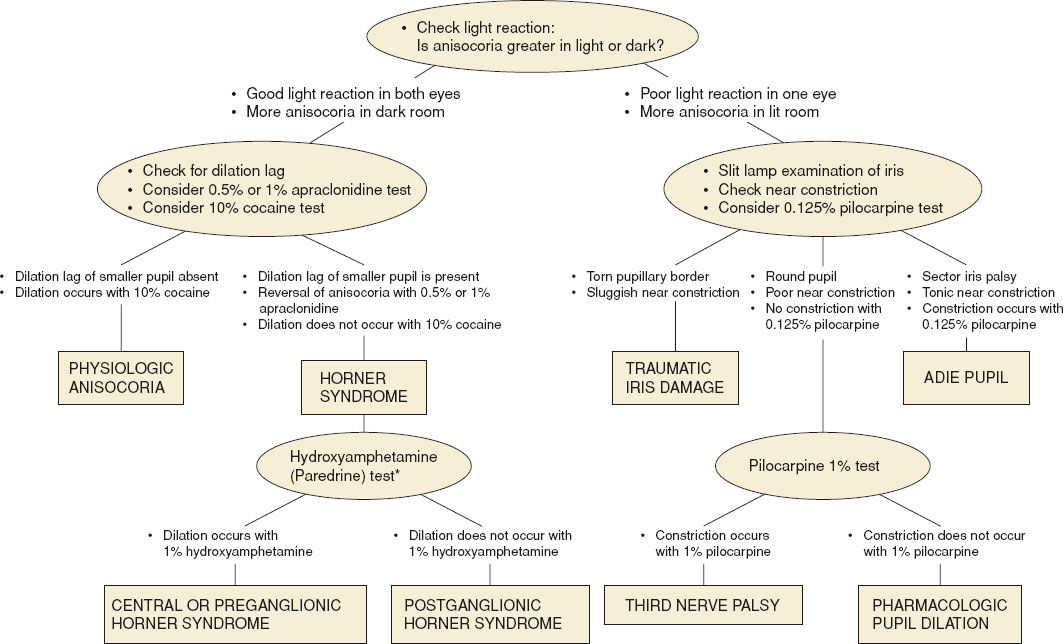 • Check light reaction:
Is anisocoria greater in light or dark?
• Good light reaction in both eyes
• More anisocoria in dark room
• Poor light reaction in one eye
• More anisocoria in lit room
• Check for dilation lag
• Consider 0.5% or 1% apraclonidine test
• Consider 10% cocaine test
• Slit lamp examination of iris
• Check near constriction
• Consider 0.125% pilocarpine test
• Dilation lag of smaller pupil absent
• Dilation occurs with 10% cocaine
• Dilation lag of smaller pupil is present
• Reversal of anisocoria with 0.5% or 1%
apraclonidine
• Dilation does not occur with 10% cocaine
• Torn pupillary border
• Sluggish near constriction
• Round pupil
• Poor near constriction
• No constriction with
0.125% pilocarpine
• Sector iris palsy
• Tonic near constriction
• Constriction occurs with
0.125% pilocarpine
PHYSIOLOGIC
ANISOCORIA
HORNER
SYNDROME
TRAUMATIC
IRIS DAMAGE
ADIE PUPIL
Hydroxyamphetamine
(Paredrine) test*
Pilocarpine 1% test
• Dilation occurs with
1% hydroxyamphetamine
• Dilation does not occur with
1% hydroxyamphetamine
• Constriction occurs
with 1% pilocarpine
• Constriction does not occur
with 1% pilocarpine
CENTRAL OR PREGANGLIONIC
HORNER SYNDROME
POSTGANGLIONIC
HORNER SYNDROME
THIRD NERVE PALSY
PHARMACOLOGIC
PUPIL DILATION